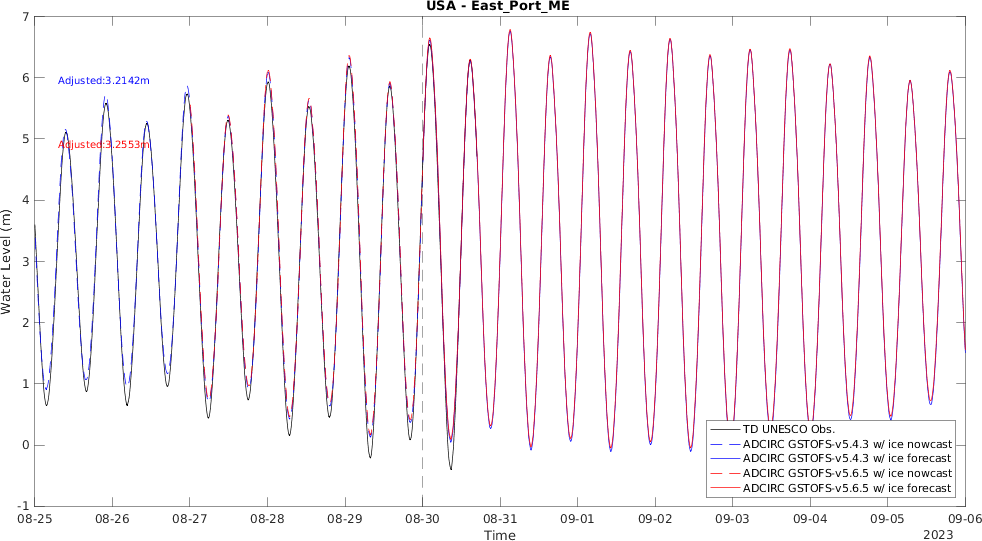 USA - East_Port_ME
7
6
5
4
3
2
1
0
-1
Water Level (m)
Adjusted:3.2142m
Adjusted:3.2553m
TD UNESCO Obs.
ADCIRC GSTOFS-v5.4.3 w/ ice nowcast
ADCIRC GSTOFS-v5.4.3 w/ ice forecast
ADCIRC GSTOFS-v5.6.5 w/ ice nowcast
ADCIRC GSTOFS-v5.6.5 w/ ice forecast
08-25 08-26 08-27 08-28 08-29 08-30 08-31 09-01 09-02 09-03 09-04 09-05 09-06
Time
2023